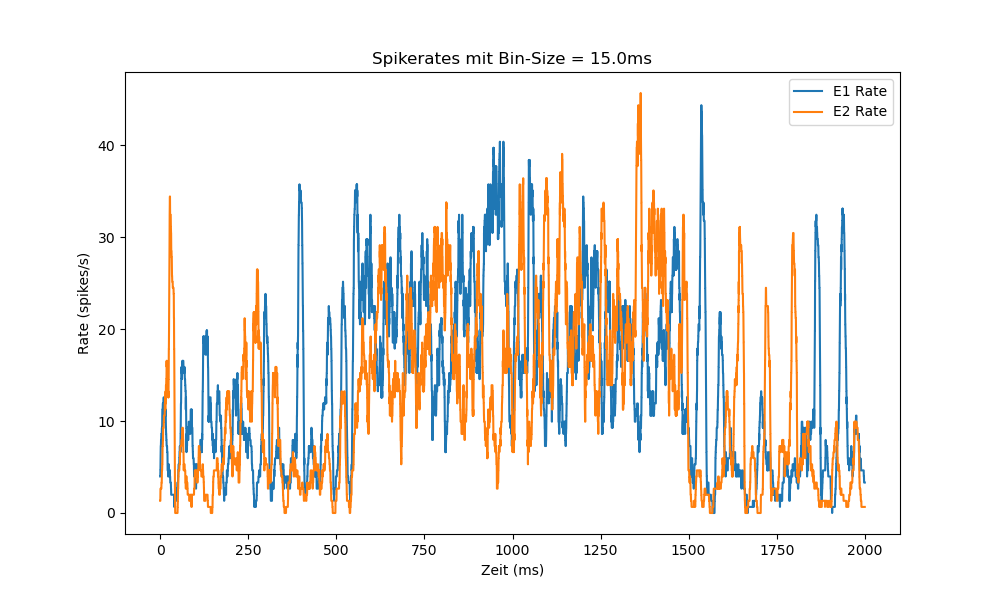 Spikerates mit Bin-Size = 15.0ms
E1 Rate
E2 Rate
Rate (spikes/s)
40
30
20
10
0
0 250 500 750 1000 1250 1500 1750 2000
Zeit (ms)